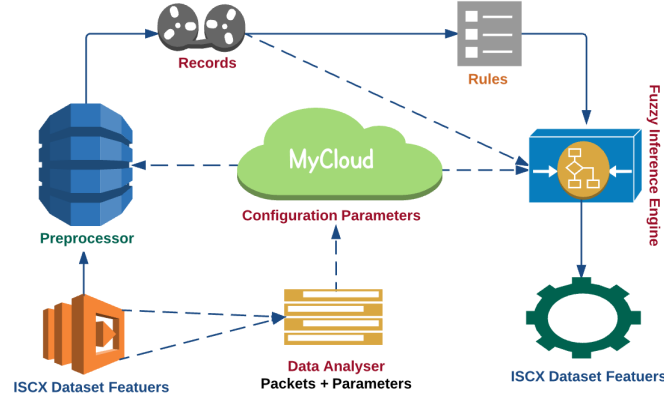 Records
Rules
MyCloud
Fuzzy Inference Engine
Configuration Parameters
Preprocessor
Data Analyser
Packets + Parameters
ISCX Dataset Featuers
ISCX Dataset Featuers